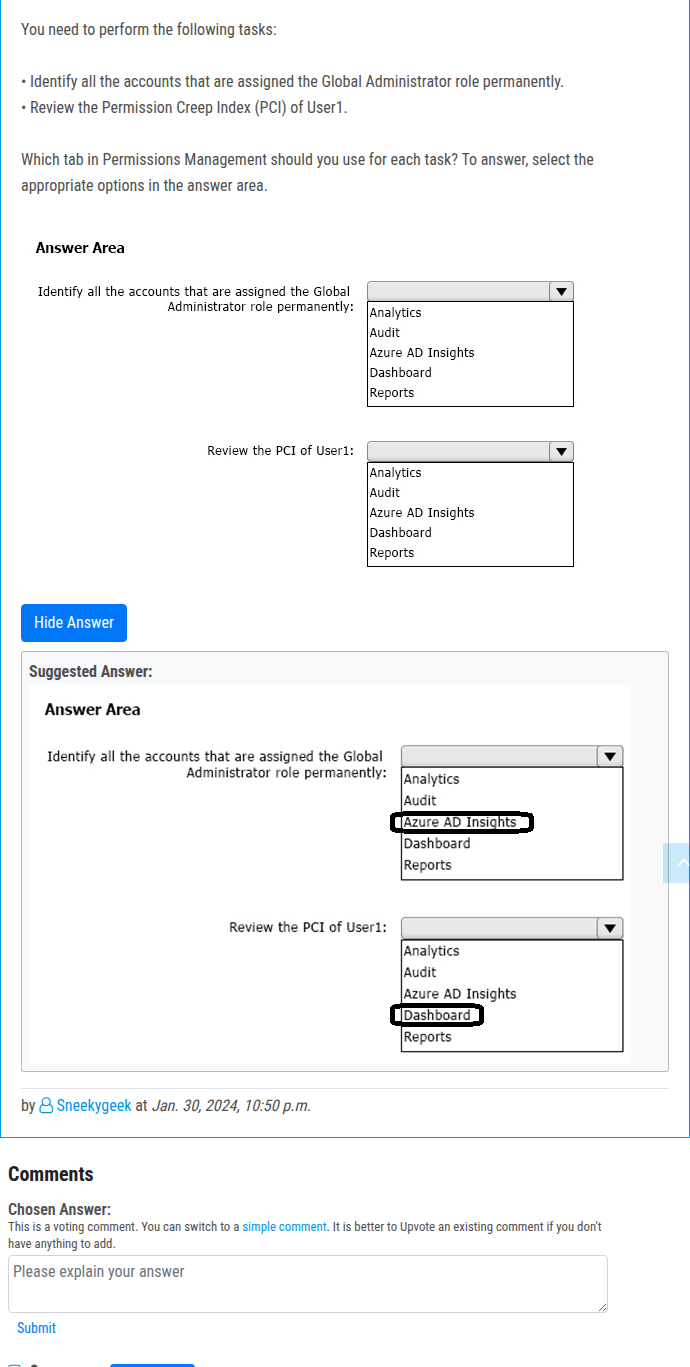 You need to perform the following tasks:
• Identify all the accounts that are assigned the Global Administrator role permanently.
• Review the Permission Creep Index (PCI) of User1.
Which tab in Permissions Management should you use for each task? To answer, select the
appropriate options in the answer area.
Answer Area
Identify all the accounts that are assigned the Global
Administrator role permanently:
Analytics
Audit
Azure AD Insights
Dashboard
Reports
Review the PCI of User1:
Analytics
Audit
Azure AD Insights
Dashboard
Reports
Hide Answer
Suggested Answer:
Answer Area
Identify all the accounts that are assigned the Global
Administrator role permanently:
Analytics
Audit
Azure AD Insights
Dashboard
Reports
Review the PCI of User1:
Analytics
Audit
Azure AD Insights
Dashboard
Reports
by Sneekygeek at Jan. 30, 2024, 10:50 p.m.
Comments
Chosen Answer:
This is a voting comment. You can switch to a simple comment. It is better to Upvote an existing comment if you don't
have anything to add.
Please explain your answer
Submit